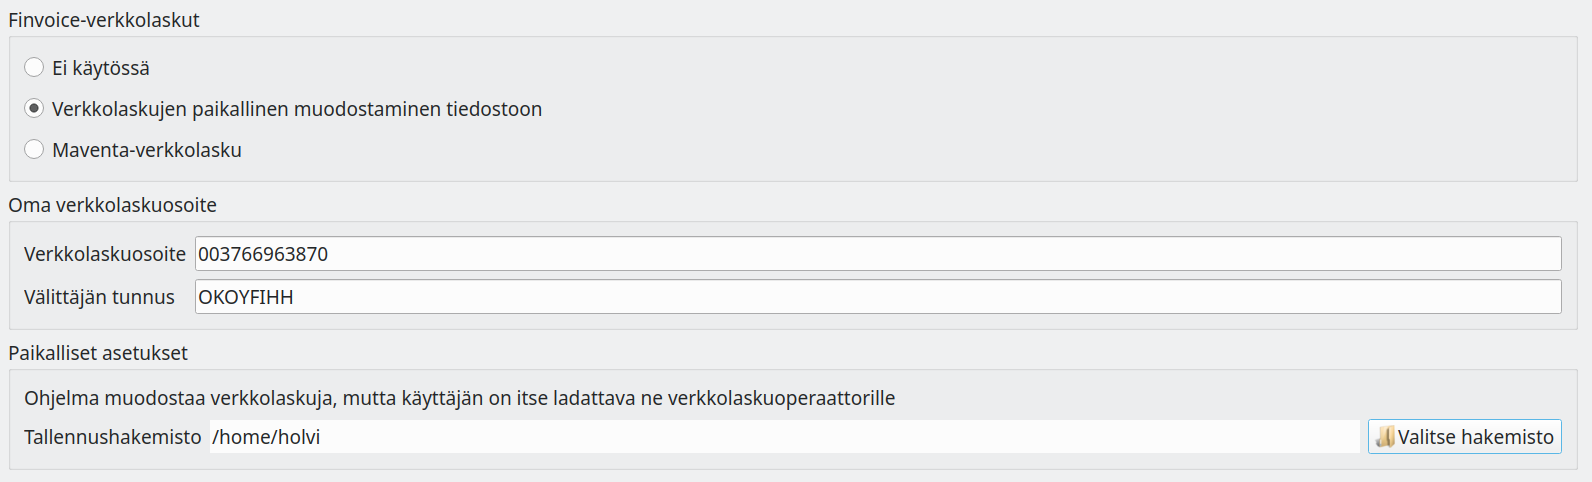 Finvoice-verkkolaskut
Ei käytössä
Verkkolaskujen paikallinen muodostaminen tiedostoon
Maventa-verkkolasku
Oma verkkolaskuosoite
Verkkolaskuosoite 003766963870
Välittäjän tunnus OKOYFIHH
Paikalliset asetukset
Ohjelma muodostaa verkkolaskuja, mutta käyttäjän on itse ladattava ne verkkolaskuoperaattorille
Tallennushakemisto /home/holvi Valitse hakemisto